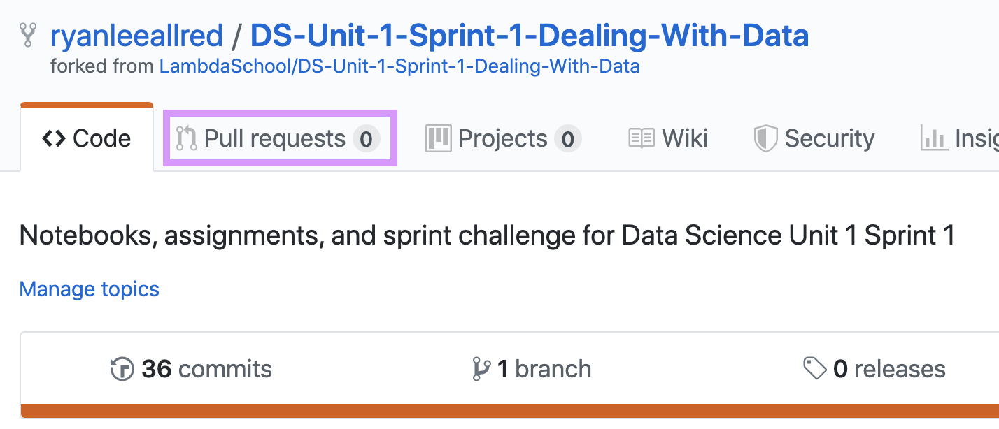 ryanleeallred / DS-Unit-1-Sprint-1-Dealing-With-Data
forked from LambdaSchool/DS-Unit-1-Sprint-1-Dealing-With-Data
Code Pull requests 0 Projects 0 Wiki Security Insig
Notebooks, assignments, and sprint challenge for Data Science Unit 1 Sprint 1
Manage topics
36 commits 1 branch 0 releases